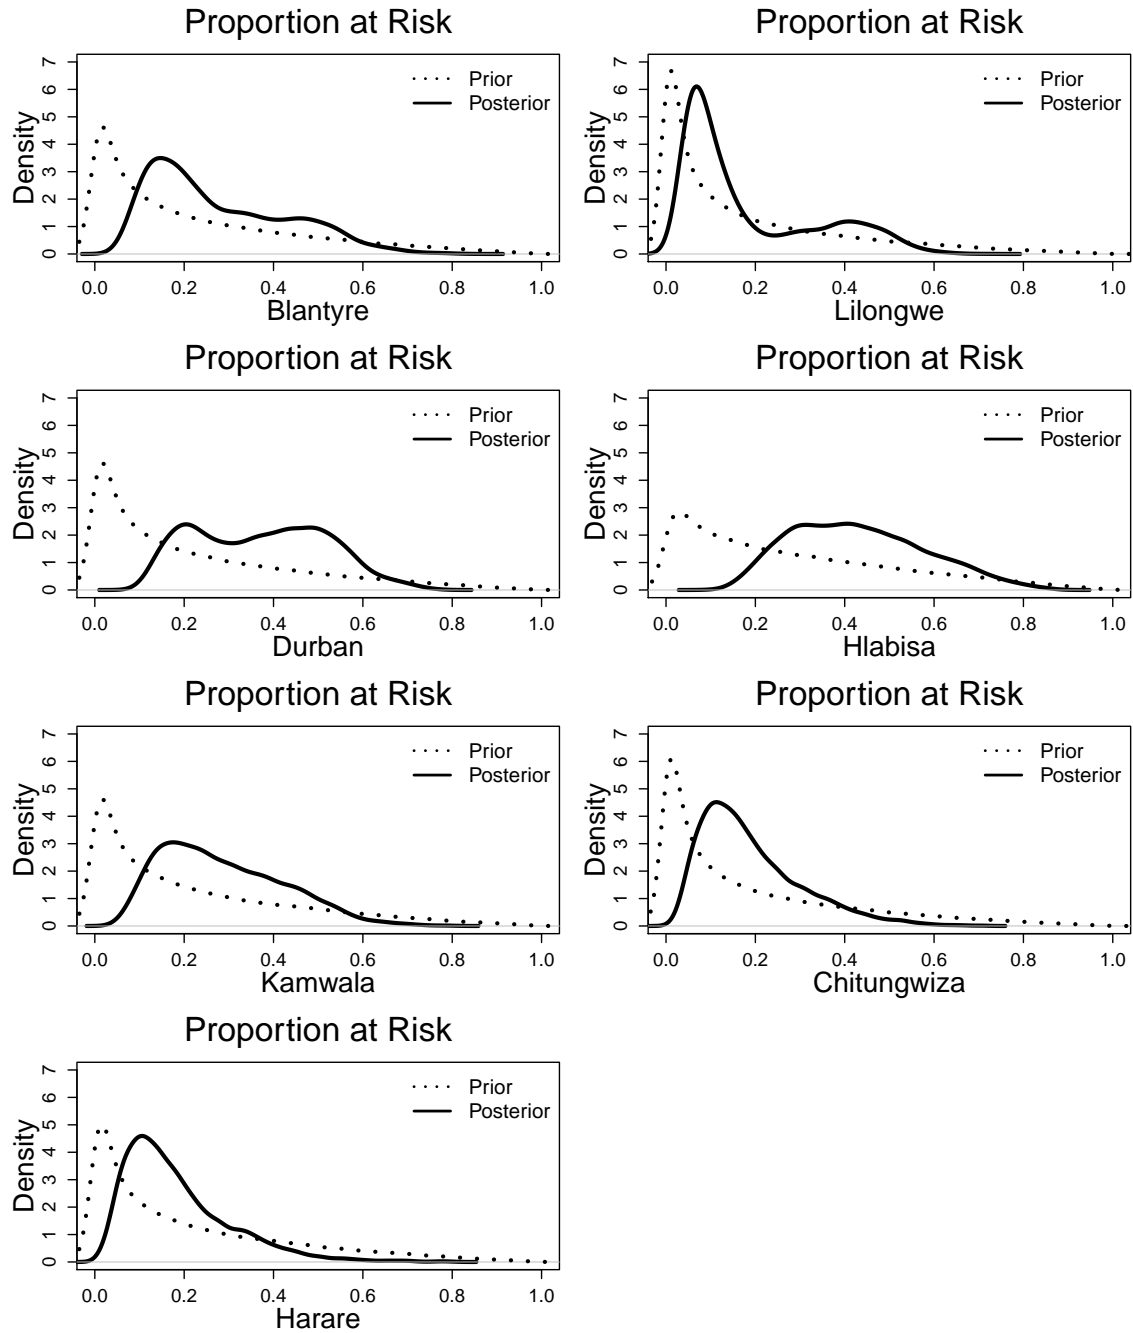 Proportion at Risk
Density
0 1 2 3 4 5 6 7
Prior
Posterior
0.0 0.2 0.4 0.6 0.8 1.0
Blantyre
Proportion at Risk
Density
0 1 2 3 4 5 6 7
Prior
Posterior
0.0 0.2 0.4 0.6 0.8 1.0
Lilongwe
Proportion at Risk
Density
0 1 2 3 4 5 6 7
Prior
Posterior
0.0 0.2 0.4 0.6 0.8 1.0
Durban
Proportion at Risk
Density
0 1 2 3 4 5 6 7
Prior
Posterior
0.0 0.2 0.4 0.6 0.8 1.0
Hlabisa
Proportion at Risk
Density
0 1 2 3 4 5 6 7
Prior
Posterior
0.0 0.2 0.4 0.6 0.8 1.0
Kamwala
Proportion at Risk
Density
0 1 2 3 4 5 6 7
Prior
Posterior
0.0 0.2 0.4 0.6 0.8 1.0
Chitungwiza
Proportion at Risk
Density
0 1 2 3 4 5 6 7
Prior
Posterior
0.0 0.2 0.4 0.6 0.8 1.0
Harare